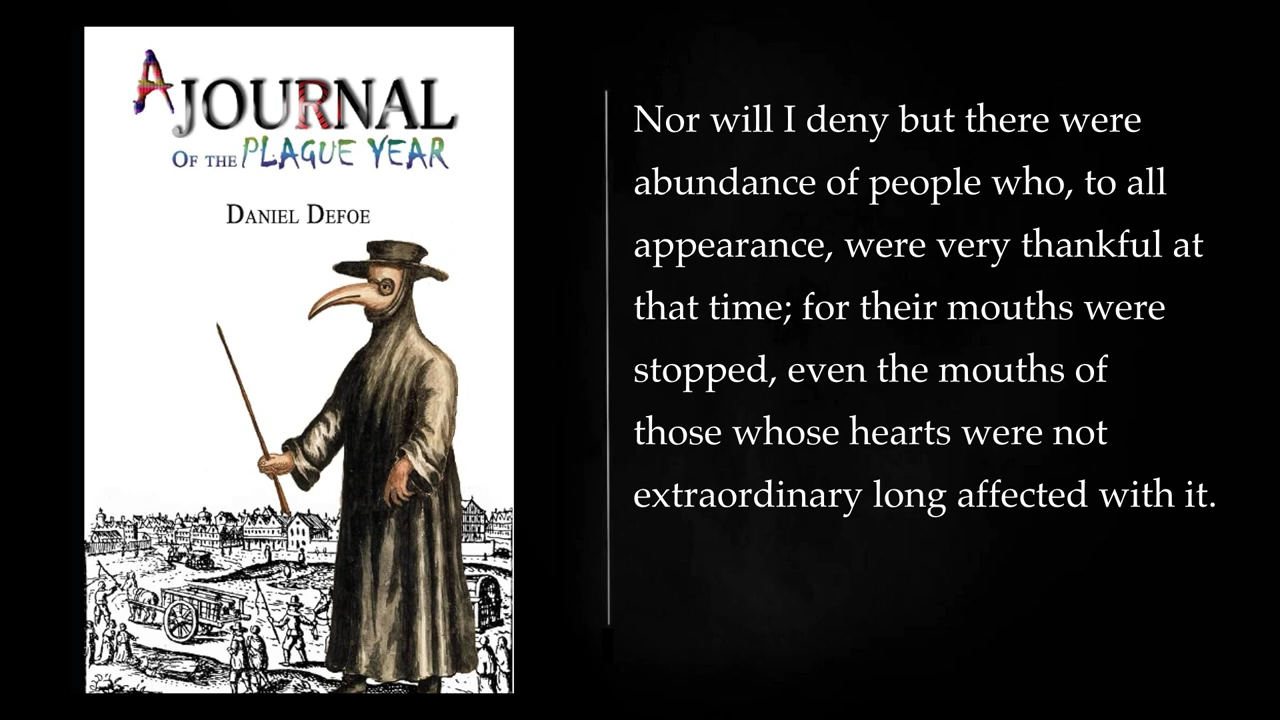 A JOURNAL
OF THE PLAGUE YEAR
DANIEL DEFOE
Nor will I deny but there were
abundance of people who, to all
appearance, were very thankful at
that time; for their mouths were
stopped, even the mouths of
those whose hearts were not
extraordinary long affected with it.